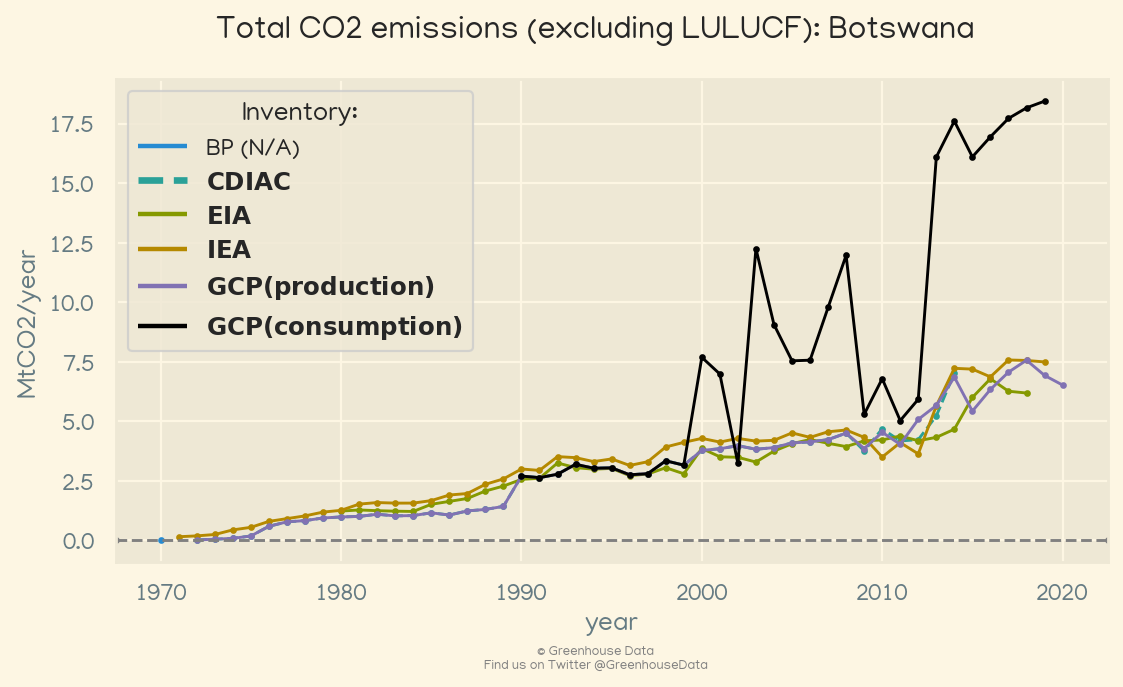 Total CO2 emissions (excluding LULUCF): Botswana
Inventory:
BP (N/A)
CDIAC
EIA
IEA
GCP(production)
GCP(consumption)
MtCO2/year
17.5
15.0
12.5
10.0
7.5
5.0
2.5
0.0
1970 1980 1990 2000 2010 2020
year
© Greenhouse Data
Find us on Twitter @GreenhouseData